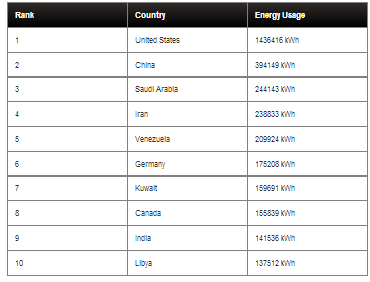 Rank Country Energy Usage
1 United States 1436416 kWh
2 China 394149 kWh
3 Saudi Arabia 244143 kWh
4 Iran 238833 kWh
5 Venezuela 209924 kWh
6 Germany 175208 kWh
7 Kuwait 159691 kWh
8 Canada 155839 kWh
9 India 141536 kWh
10 Libya 137512 kWh